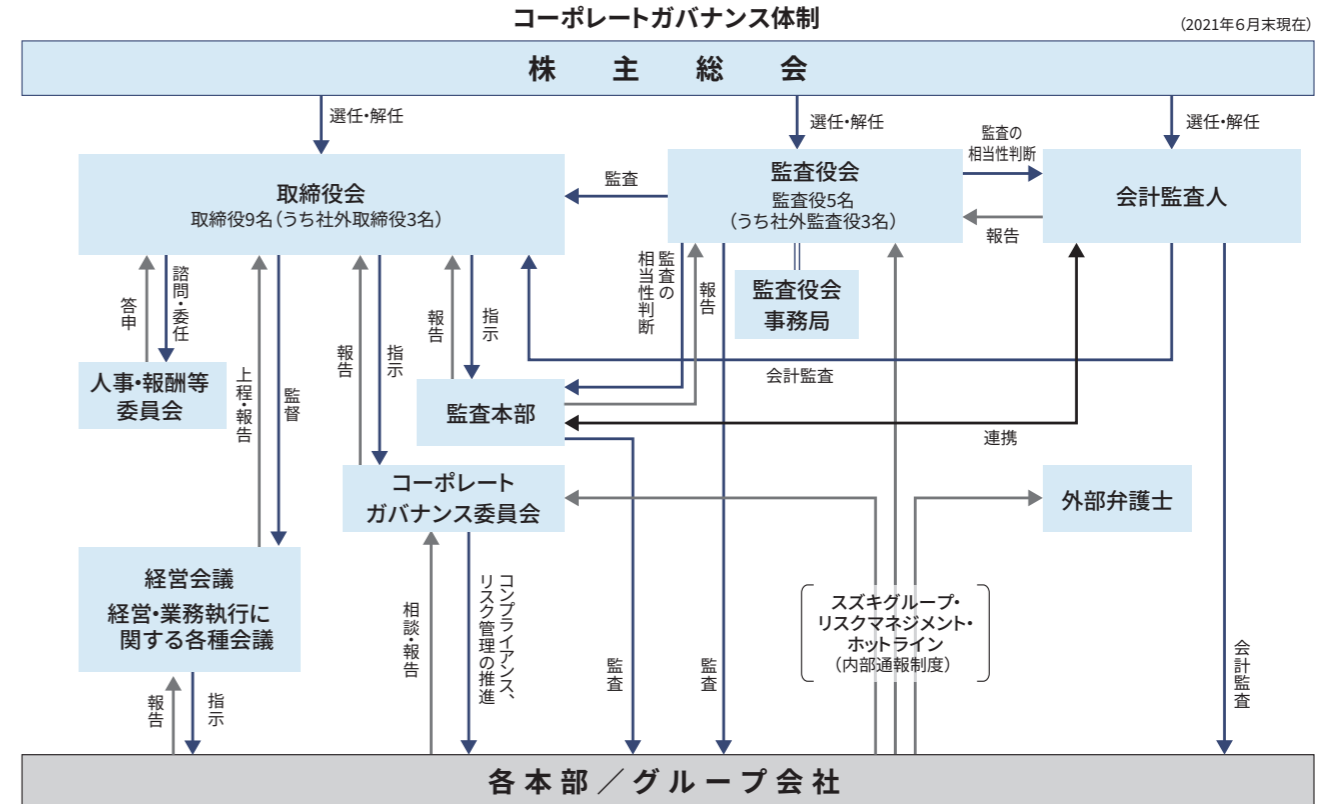 コーポレートガバナンス体制
（2021年6月末現在）
株主総会
選任・解任
選任・解任
選任・解任
取締役会
取締役9名（うち社外取締役3名）
監査
監査役会
監査役5名
（うち社外監査役3名）
監査の
相当性判断
報告
会計監査人
答申
諮問・委任
人事・報酬等
委員会
上程・報告
監督
報告
指示
報告
指示
監査の
相当性判断
報告
監査役会
事務局
会計監査
監査本部
連携
コーポレート
ガバナンス委員会
外部弁護士
経営会議
経営・業務執行に
関する各種会議
相談・報告
コンプライアンス、
リスク管理の推進
監査
監査
スズキグループ・
リスクマネジメント・
ホットライン
（内部通報制度）
会計監査
報告
指示
各本部／グループ会社